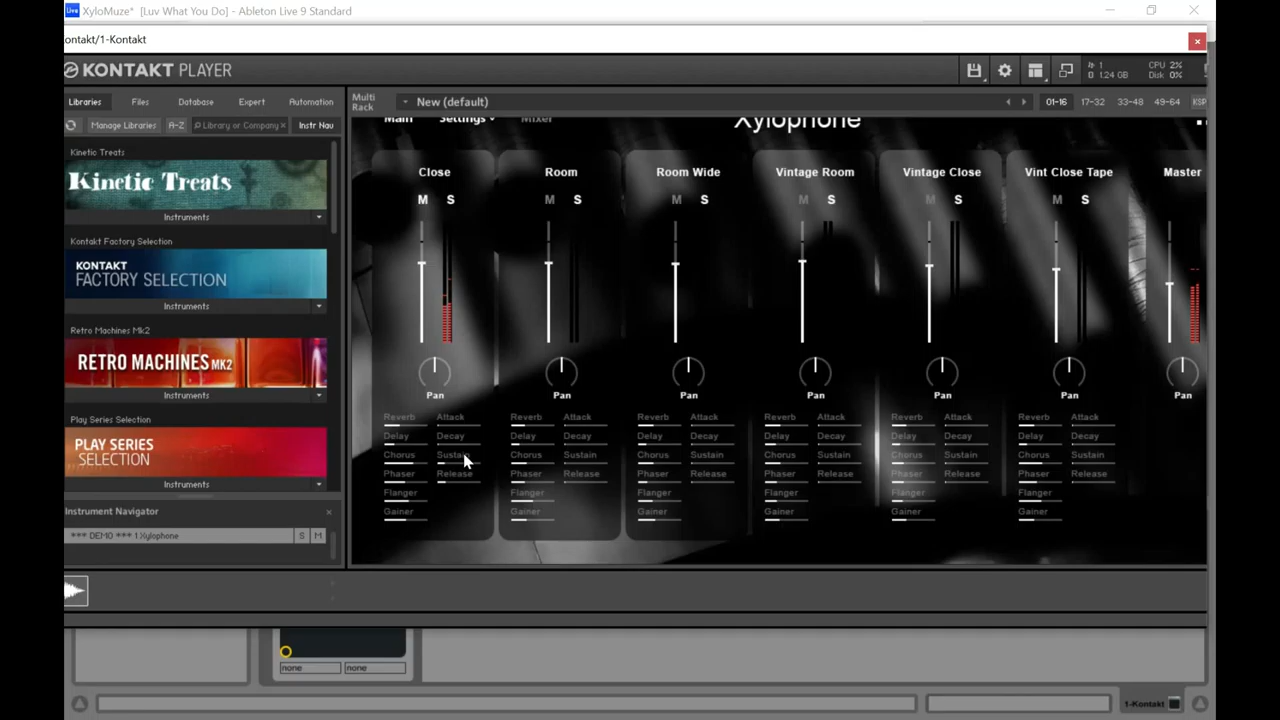 Live XyloMuze* [Luv What You Do] - Ableton Live 9 Standard
ontakt/1-Kontakt
×
KONTAKT PLAYER
1
1.24 GB
CPU 2%
Disk 0%
Libraries Files Database Expert Automation
Multi Rack
New (default)
01-16 17-32 33-48 49-64 KSP
Manage Libraries A-Z Library or Company × Instr Nav
Main Settings Mixer
Xylophone
Kinetic Treats
Kinetic Treats
Instruments
Kontakt Factory Selection
KONTAKT
FACTORY SELECTION
Instruments
Retro Machines Mk2
RETRO MACHINES MK2
Instruments
Play Series Selection
PLAY SERIES
SELECTION
Instruments
Instrument Navigator ×
*** DEMO *** 1:Xylophone S M
Close Room Room Wide Vintage Room Vintage Close Vint Close Tape Master
M S M S M S M S M S M S
Pan Pan Pan Pan Pan Pan Pan
Reverb Attack Reverb Attack Reverb Attack Reverb Attack Reverb Attack Reverb Attack
Delay Decay Delay Decay Delay Decay Delay Decay Delay Decay Delay Decay
Chorus Sustain Chorus Sustain Chorus Sustain Chorus Sustain Chorus Sustain Chorus Sustain
Phaser Release Phaser Release Phaser Release Phaser Release Phaser Release Phaser Release
Flanger Flanger Flanger Flanger Flanger Flanger
Gainer Gainer Gainer Gainer Gainer Gainer
none none
1-Kontakt